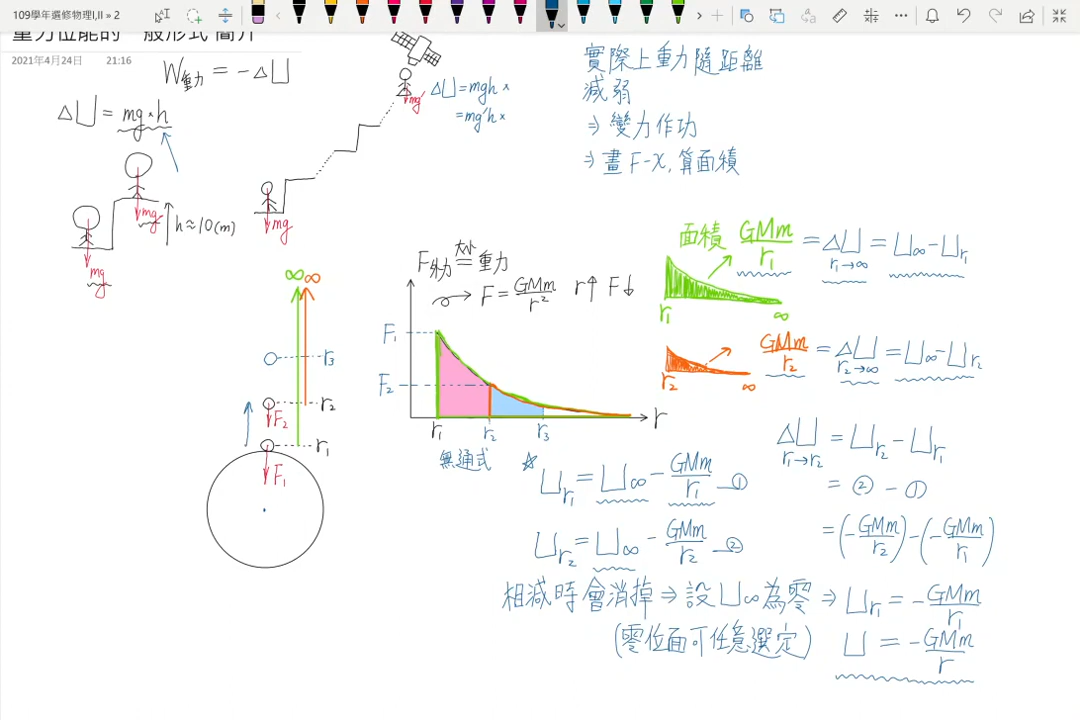 109學年選修物理I,II » 2
重力位能的一般形式 簡介
2021年4月24日 21:16
W重力 = -ΔU
ΔU = mg×h
mg
mg
h≈10(m)
mg
mg'
ΔU = mgh ×
= mg'h ×
實際上重力隨距離
減弱
⇒ 變力作功
⇒ 畫 F-x, 算面積
∞ ∞
r3
r2
F2
r1
F1
F外力 大小= 重力
F = GMm/r² r↑ F↓
F1
F2
r1 r2 r3 r
無通式
面積 GMm/r1 = ΔU r1→∞ = U∞ - Ur1
r1 ∞
GMm/r2 = ΔU r2→∞ = U∞ - Ur2
r2 ∞
☆ Ur1 = U∞ - GMm/r1 —①
Ur2 = U∞ - GMm/r2 —②
ΔU r1→r2 = Ur2 - Ur1
= ② - ①
= (-GMm/r2) - (-GMm/r1)
相減時會消掉 ⇒ 設 U∞ 為零 ⇒ Ur1 = -GMm/r1
(零位面可任意選定) U = -GMm/r